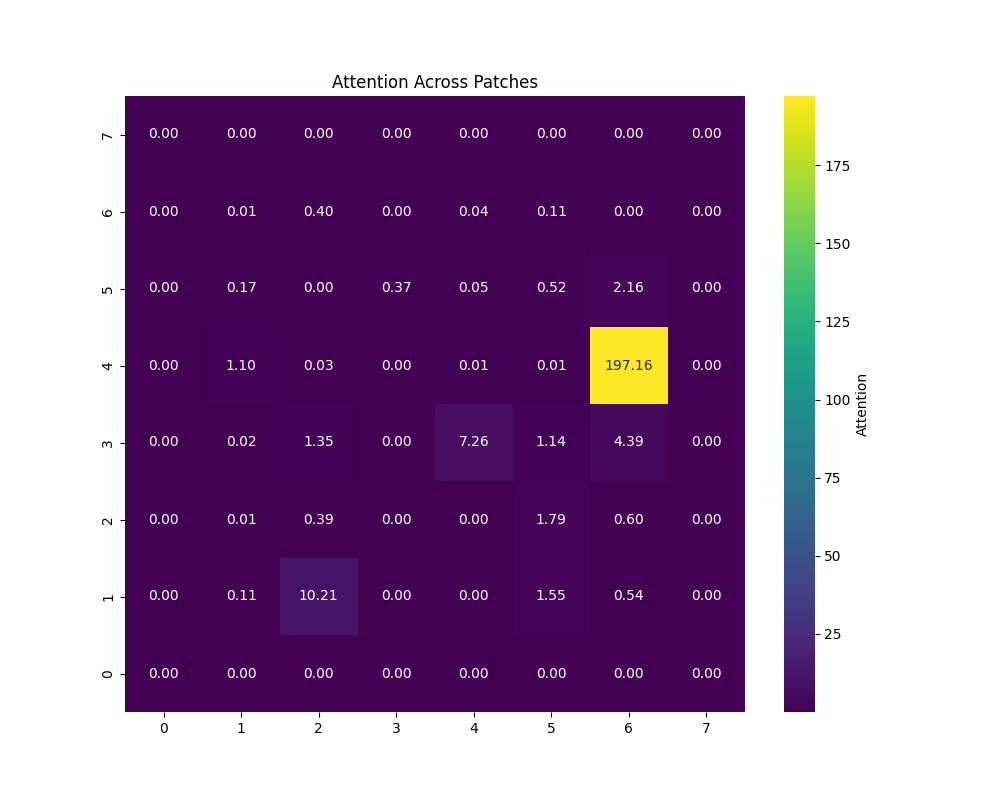 Attention Across Patches
7 0.00 0.00 0.00 0.00 0.00 0.00 0.00 0.00
6 0.00 0.01 0.40 0.00 0.04 0.11 0.00 0.00
5 0.00 0.17 0.00 0.37 0.05 0.52 2.16 0.00
4 0.00 1.10 0.03 0.00 0.01 0.01 197.16 0.00
3 0.00 0.02 1.35 0.00 7.26 1.14 4.39 0.00
2 0.00 0.01 0.39 0.00 0.00 1.79 0.60 0.00
1 0.00 0.11 10.21 0.00 0.00 1.55 0.54 0.00
0 0.00 0.00 0.00 0.00 0.00 0.00 0.00 0.00
0 1 2 3 4 5 6 7
175
150
125
100
75
50
25
Attention